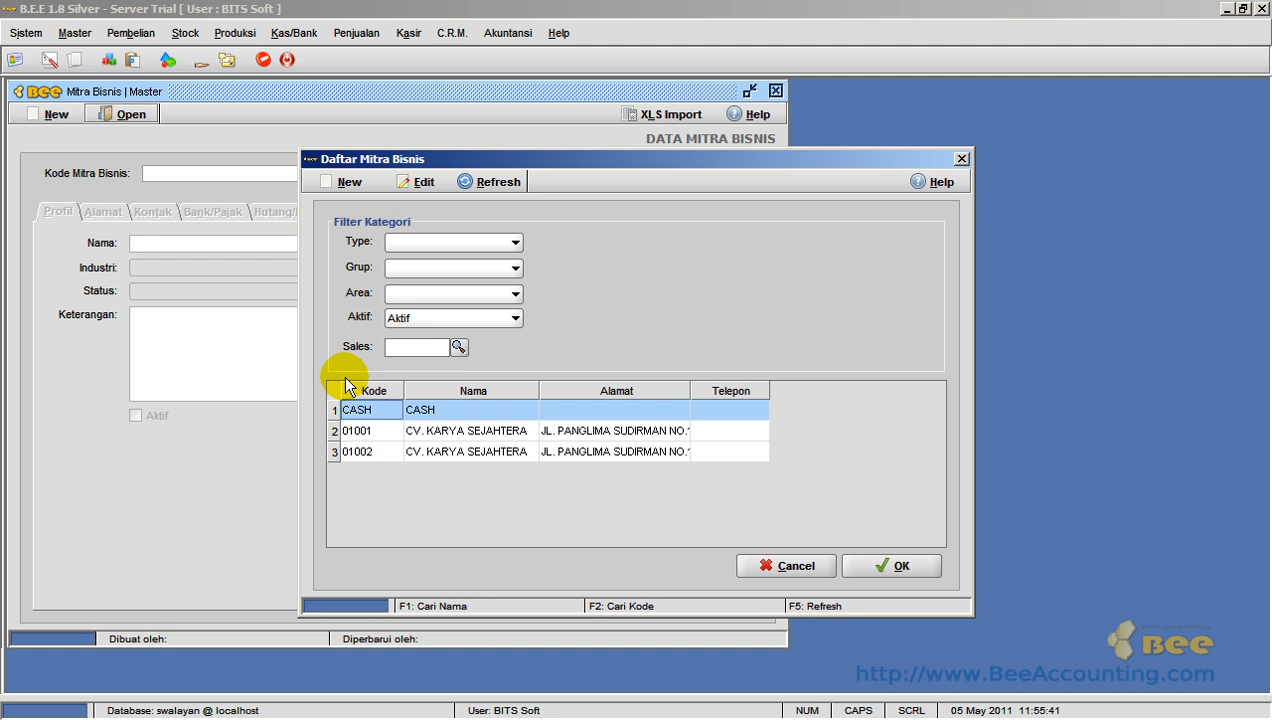 B.E.E 1.8 Silver - Server Trial [ User : BITS Soft ]
Sistem Master Pembelian Stock Produksi Kas/Bank Penjualan Kasir C.R.M. Akuntansi Help
BEE Mitra Bisnis | Master
New Open XLS Import Help
DATA MITRA BISNIS
Kode Mitra Bisnis:
Profil Alamat Kontak Bank/Pajak
Nama:
Industri:
Status:
Keterangan:
Aktif
Dibuat oleh: Diperbarui oleh:
Daftar Mitra Bisnis
New Edit Refresh Help
Filter Kategori
Type:
Grup:
Area:
Aktif: Aktif
Sales:
Kode Nama Alamat Telepon
1 CASH CASH
2 01001 CV. KARYA SEJAHTERA JL. PANGLIMA SUDIRMAN
3 01002 CV. KARYA SEJAHTERA JL. PANGLIMA SUDIRMAN
Cancel OK
F1: Cari Nama F2: Cari Kode F5: Refresh
BEE
http://www.BeeAccounting.com
Database: swalayan @ localhost User: BITS Soft NUM CAPS SCRL 05 May 2011 11:55:41